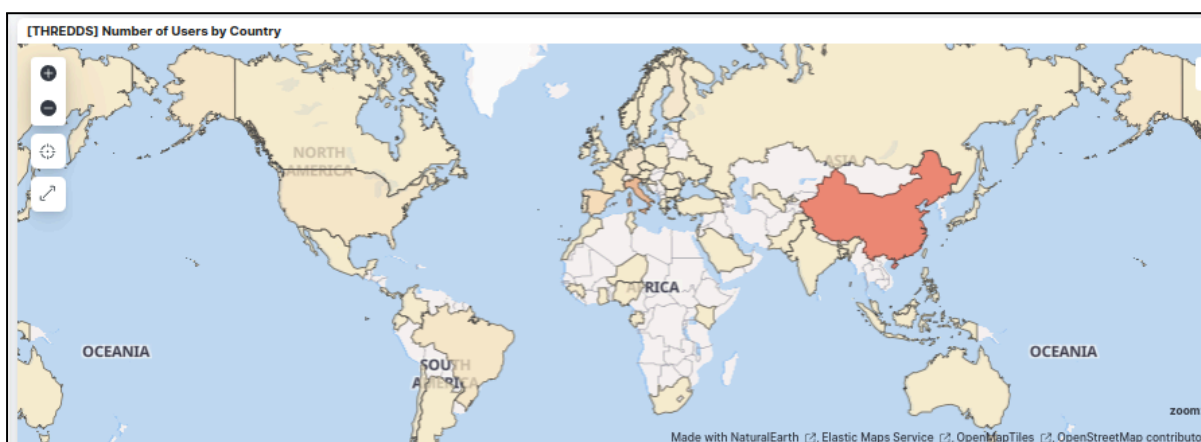 [THREDDS] Number of Users by Country
NORTH
AMERICA
ASIA
AFRICA
OCEANIA
OCEANIA
SOUTH
AMERICA
zoom
Made with NaturalEarth, Elastic Maps Service, OpenMapTiles, OpenStreetMap contribut